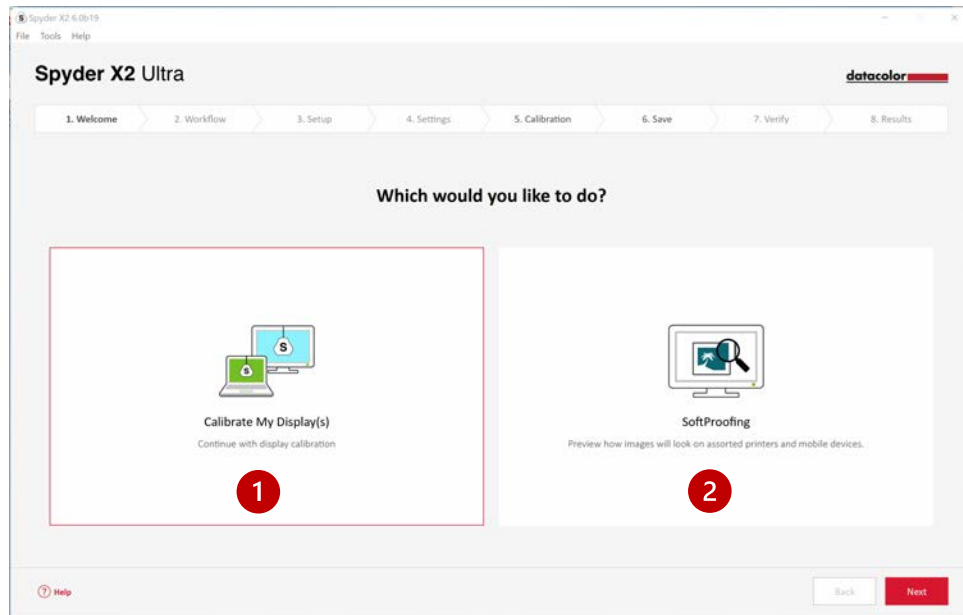 Spyder X2 6.0b19
File Tools Help
Spyder X2 Ultra
datacolor
1. Welcome 2. Workflow 3. Setup 4. Settings 5. Calibration 6. Save 7. Verify 8. Results
Which would you like to do?
S
S
Calibrate My Display(s)
Continue with display calibration
1
SoftProofing
Preview how images will look on assorted printers and mobile devices.
2
? Help
Back Next